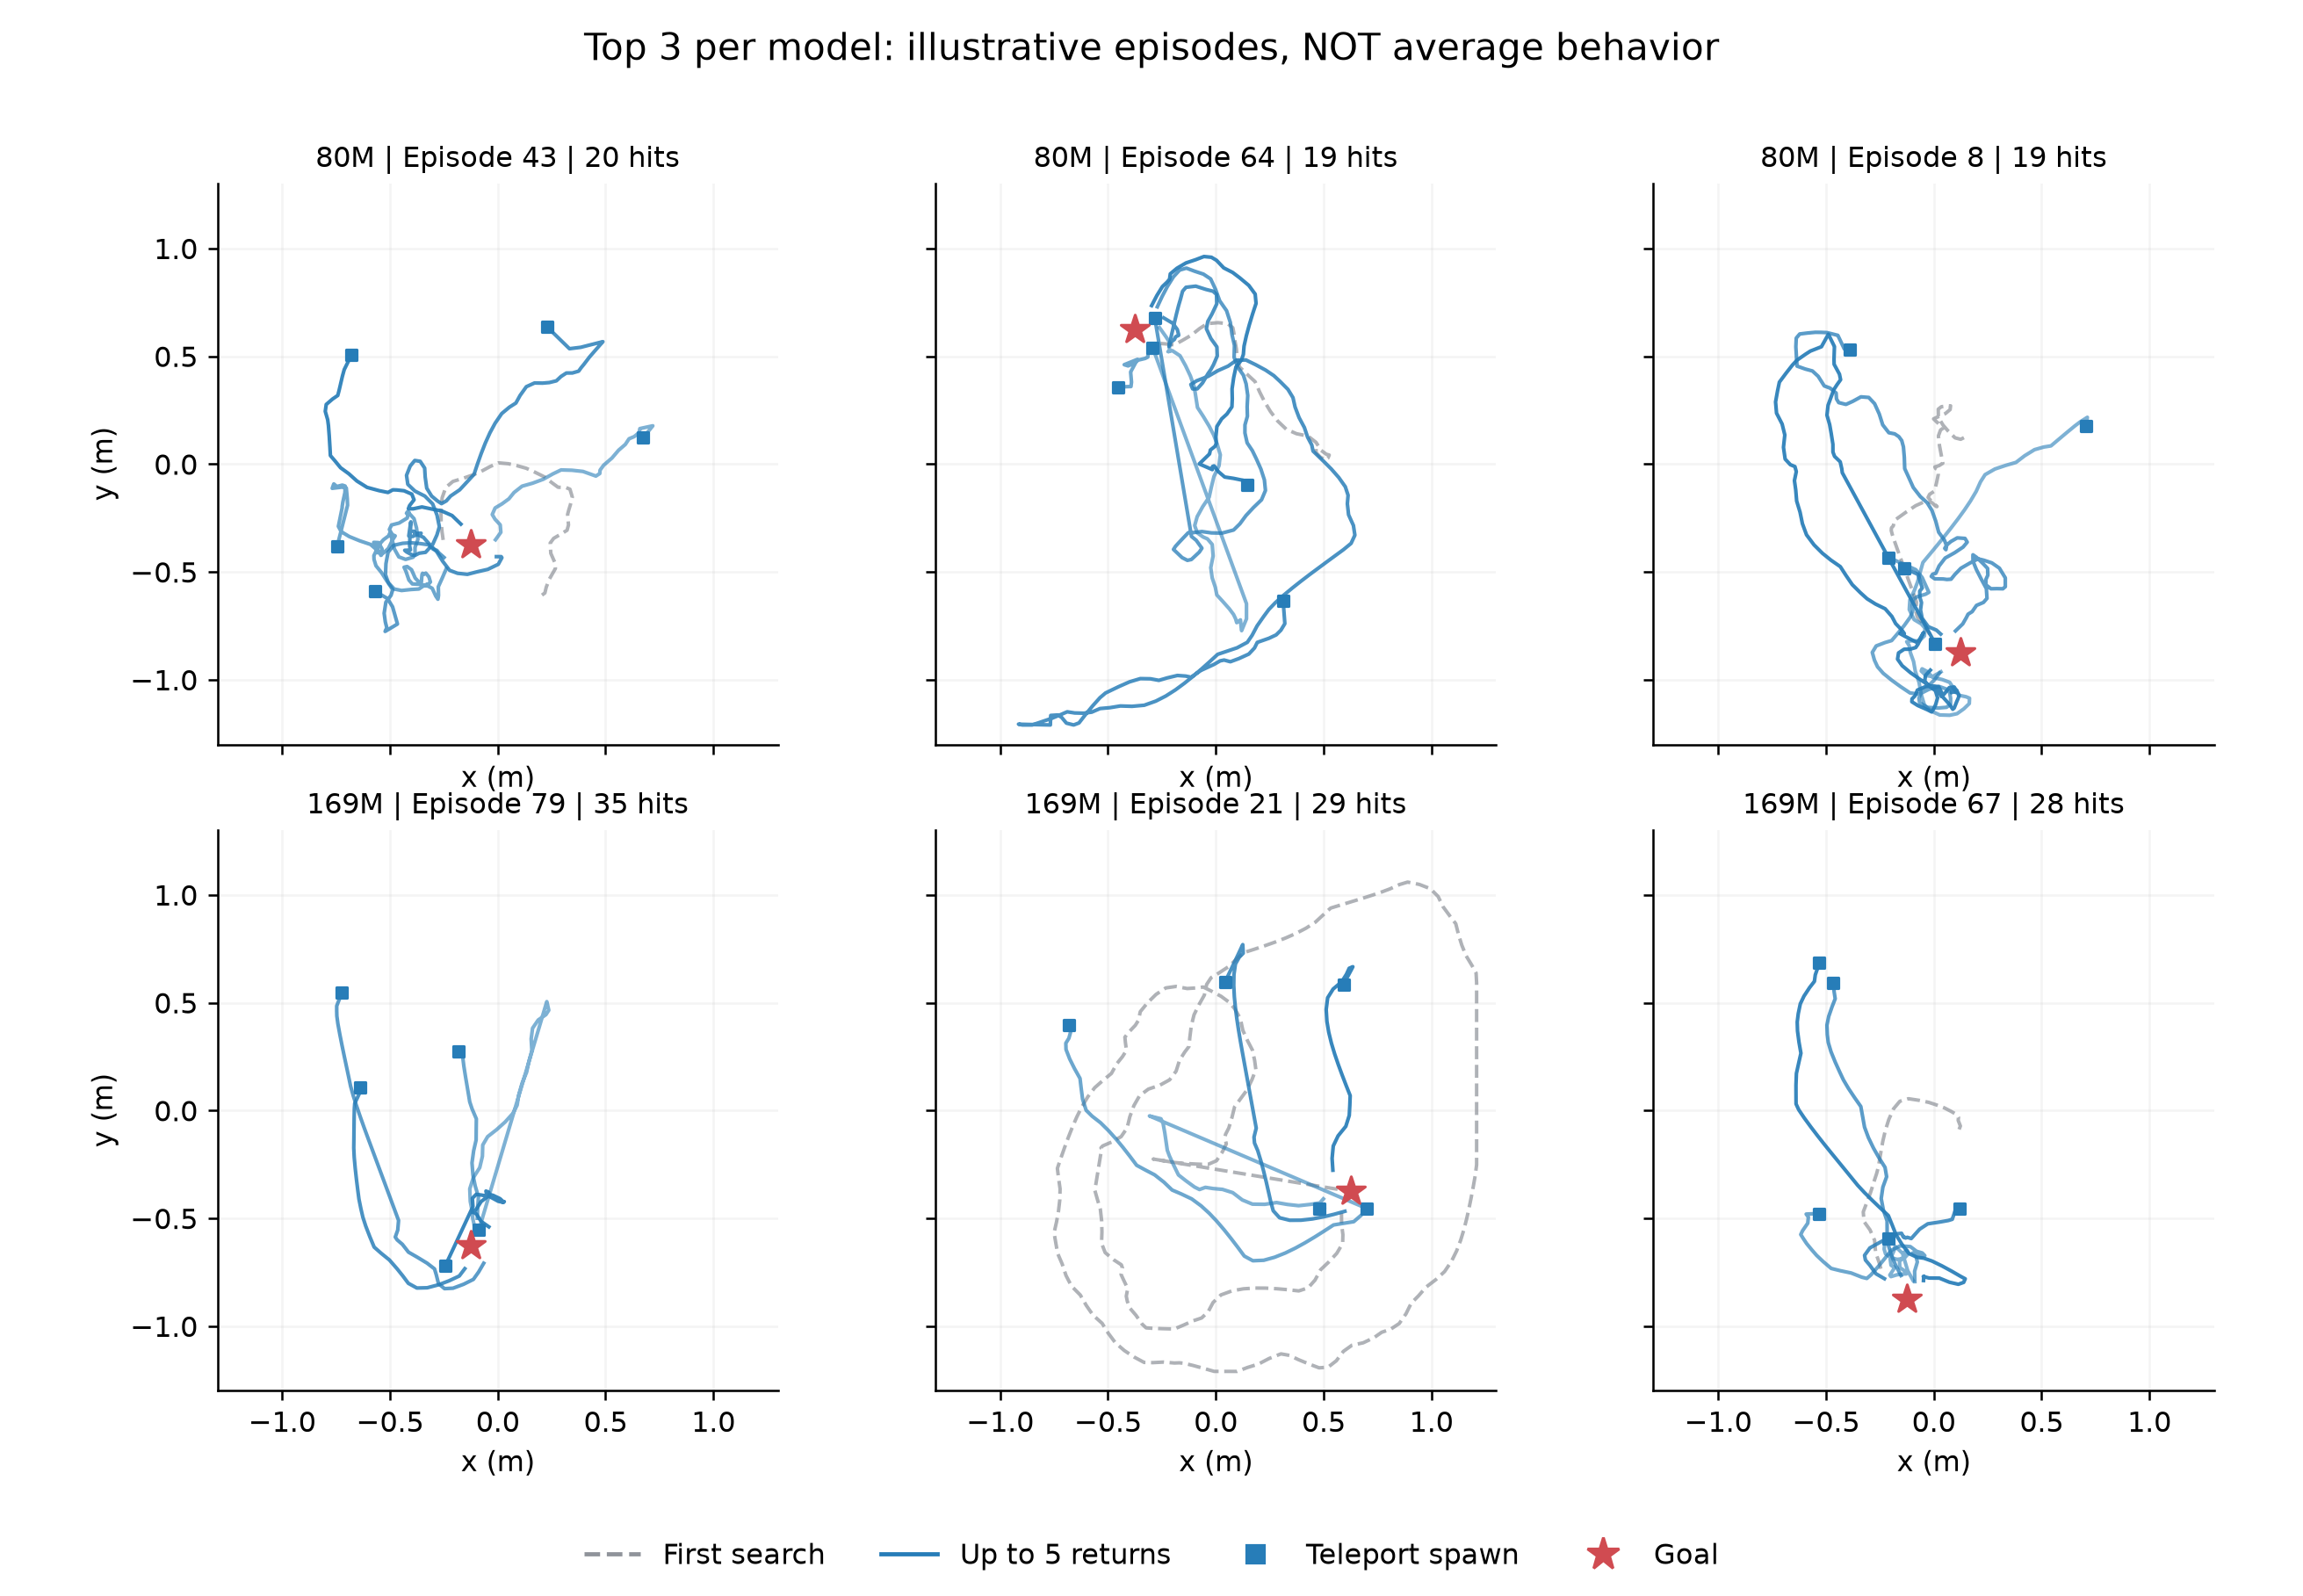 Top 3 per model: illustrative episodes, NOT average behavior
80M | Episode 43 | 20 hits
80M | Episode 64 | 19 hits
80M | Episode 8 | 19 hits
1.0
0.5
0.0
−0.5
−1.0
y (m)
x (m)
x (m)
x (m)
169M | Episode 79 | 35 hits
169M | Episode 21 | 29 hits
169M | Episode 67 | 28 hits
1.0
0.5
0.0
−0.5
−1.0
y (m)
−1.0 −0.5 0.0 0.5 1.0
−1.0 −0.5 0.0 0.5 1.0
−1.0 −0.5 0.0 0.5 1.0
x (m)
x (m)
x (m)
First search
Up to 5 returns
Teleport spawn
Goal